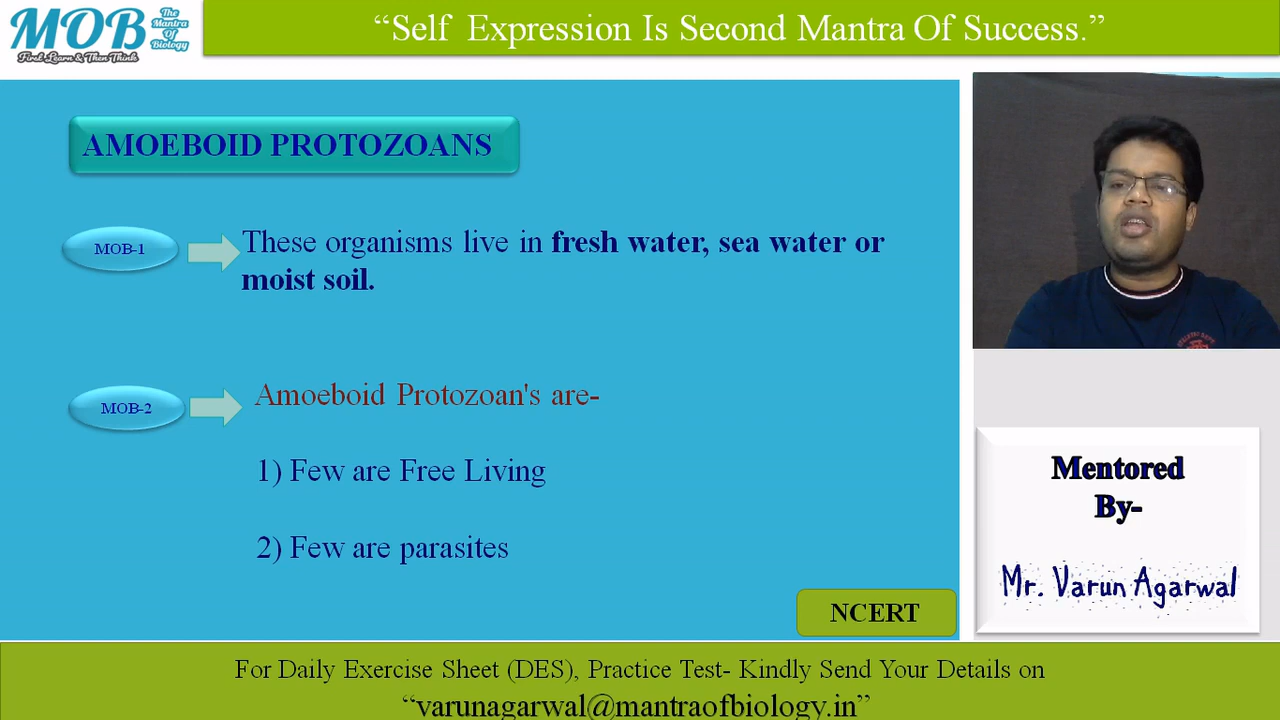 MOB
The
Mantra
Of
Biology
First Learn & Then Think
“Self Expression Is Second Mantra Of Success.”
AMOEBOID PROTOZOANS
MOB-1
These organisms live in fresh water, sea water or
moist soil.
MOB-2
Amoeboid Protozoan's are-
1) Few are Free Living
2) Few are parasites
NCERT
Mentored
By-
Mr. Varun Agarwal
For Daily Exercise Sheet (DES), Practice Test- Kindly Send Your Details on
“varunagarwal@mantraofbiology.in”